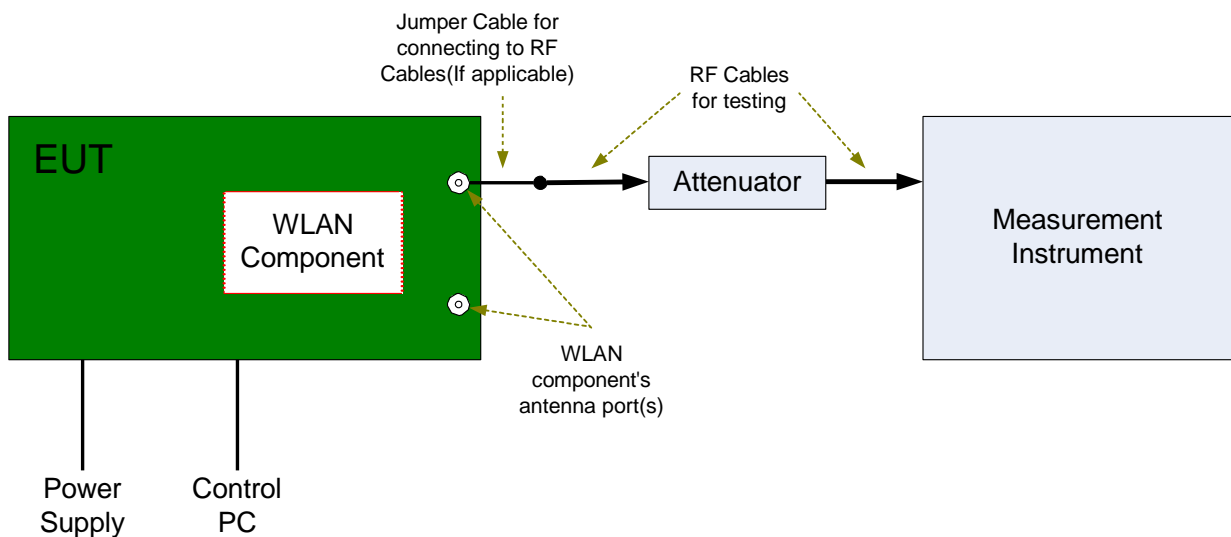 Jumper Cable for
connecting to RF
Cables(If applicable)
RF Cables
for testing
EUT
WLAN
Component
Attenuator
Measurement
Instrument
WLAN
component's
antenna port(s)
Power
Supply
Control
PC